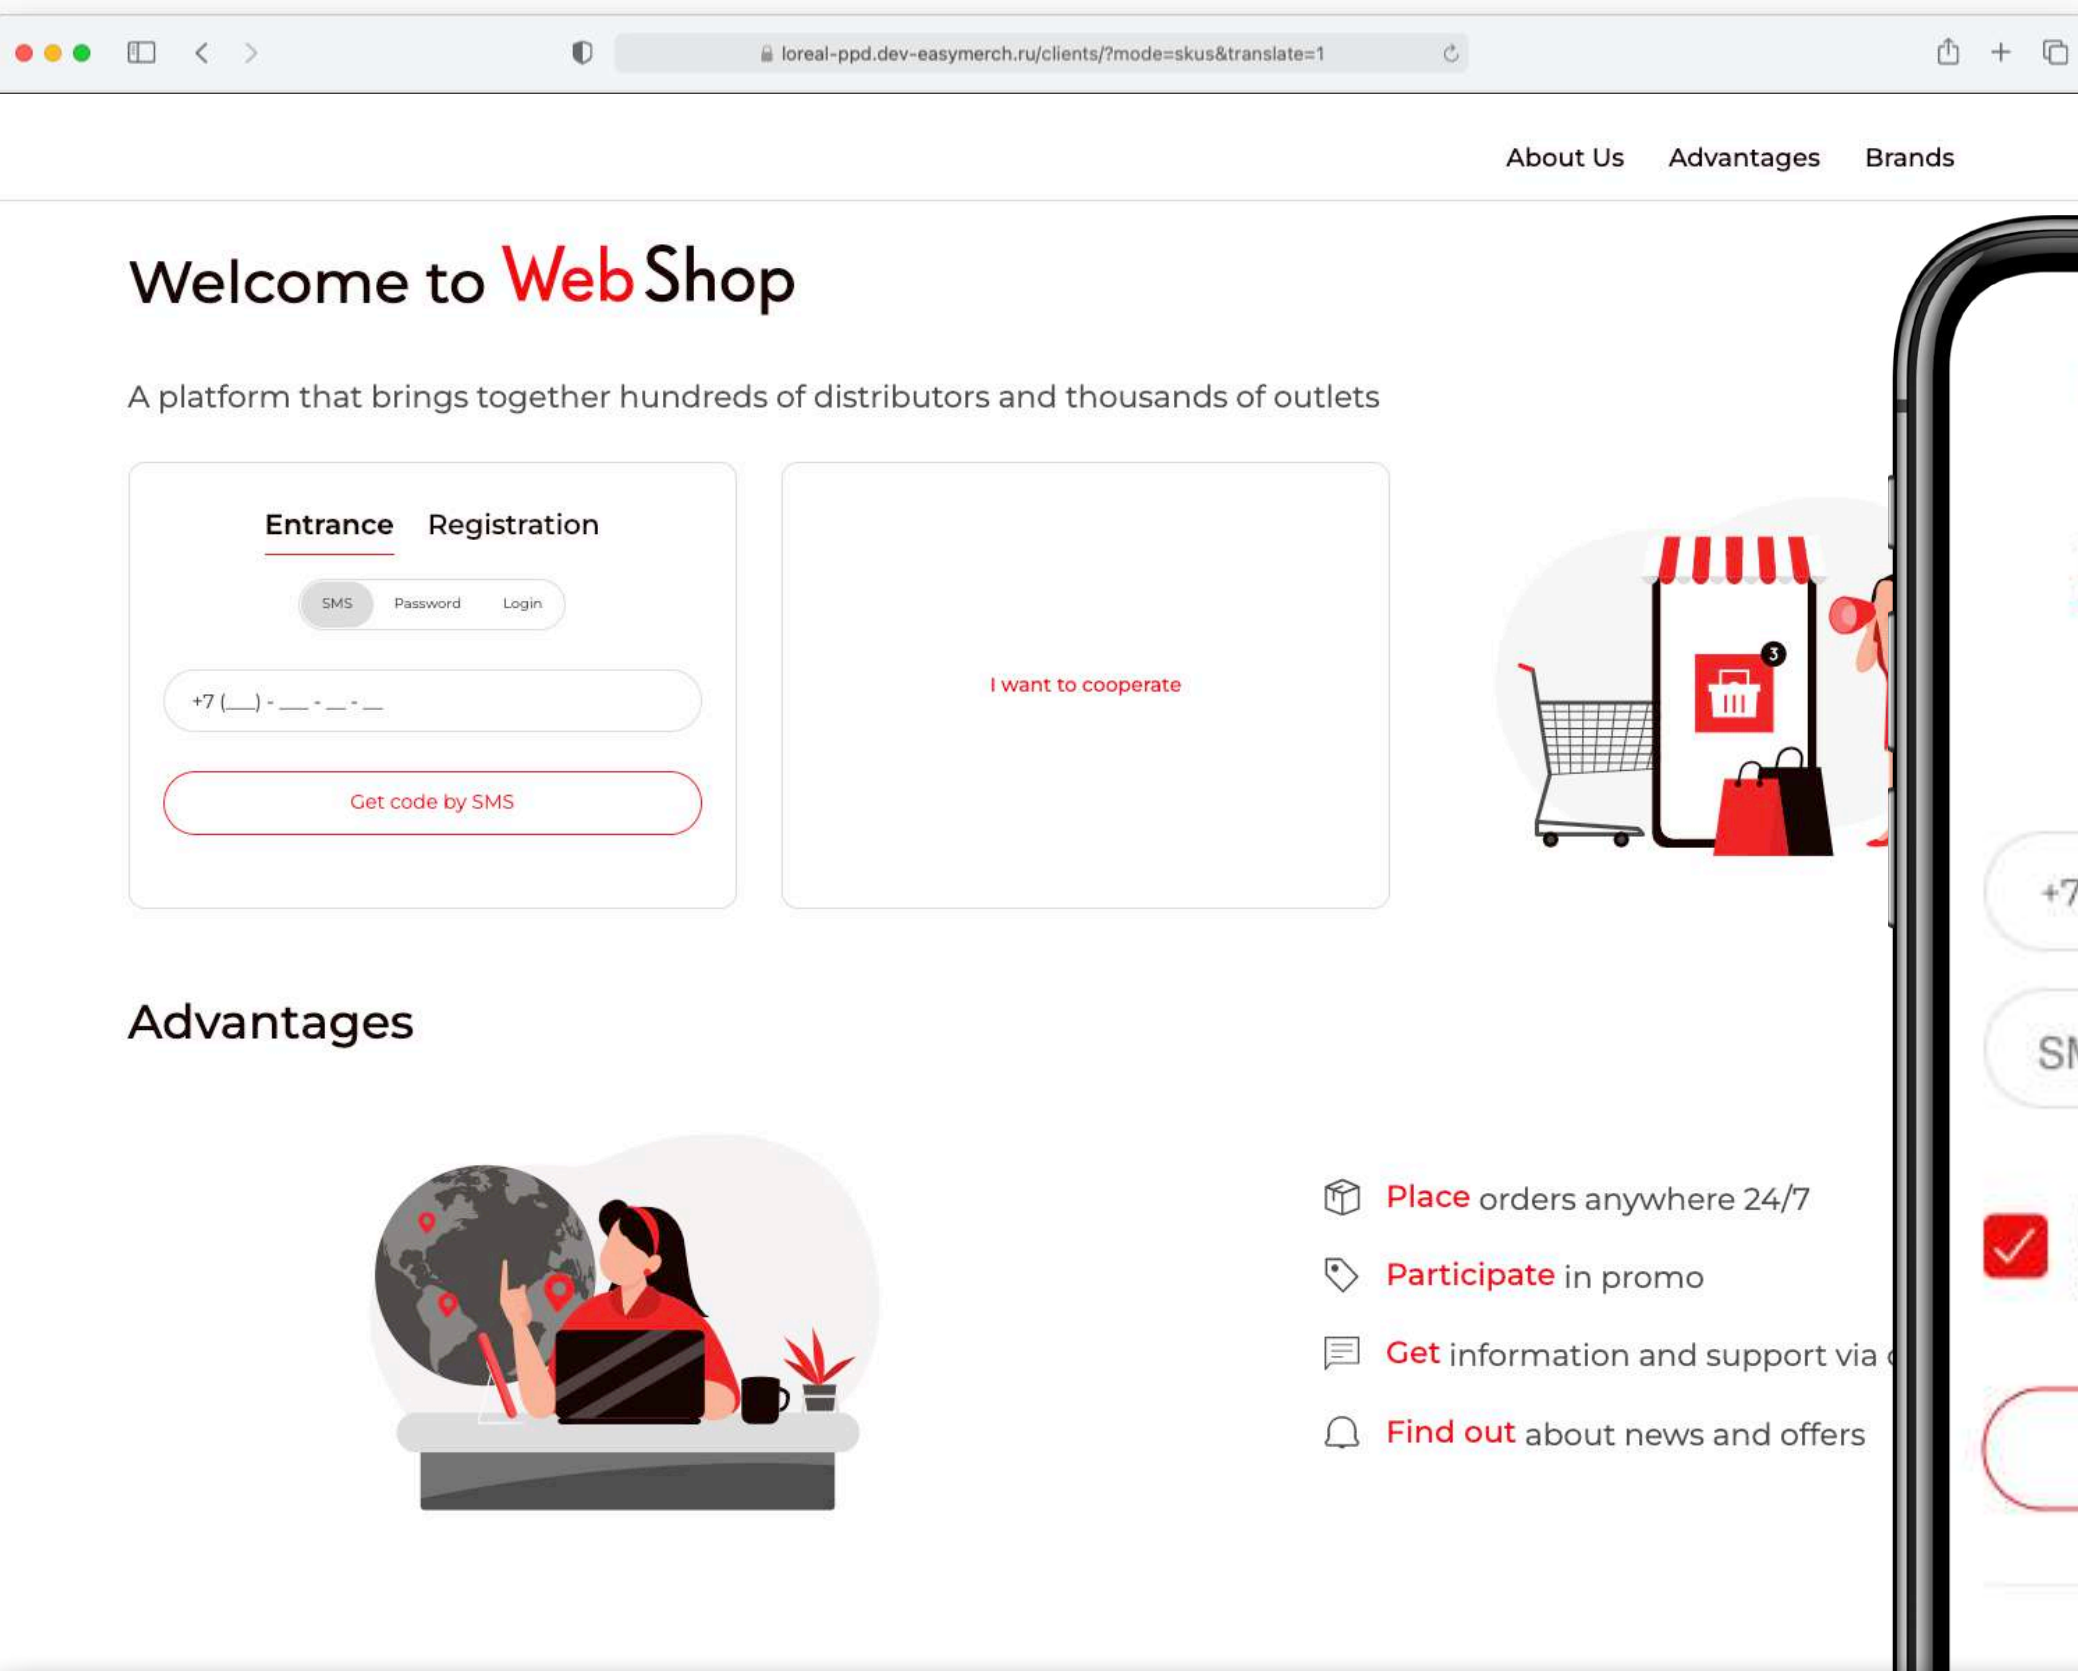 loreal-ppd.dev-easymerch.ru/clients/?mode=skus&translate=1
About Us Advantages Brands
Welcome to Web Shop
A platform that brings together hundreds of distributors and thousands of outlets
Entrance Registration
SMS Password Login
+7 (___) - ___ - __ - __
Get code by SMS
I want to cooperate
3
+7
Advantages
Place orders anywhere 24/7
Participate in promo
Get information and support via
Find out about news and offers